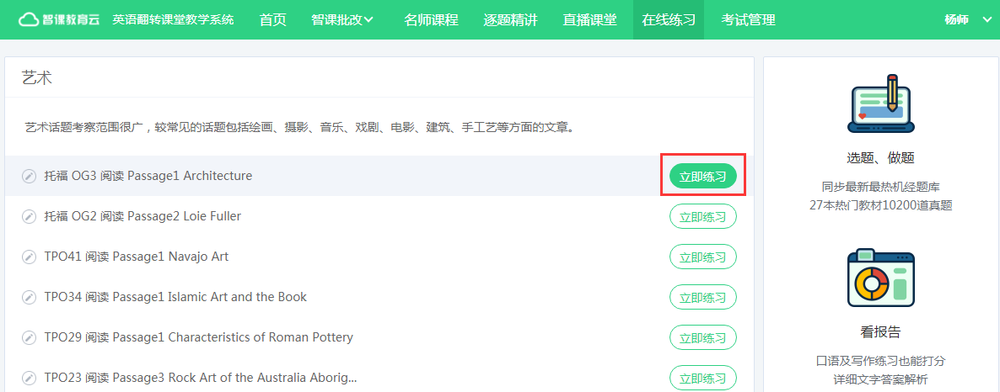 智课教育云 英语翻转课堂教学系统 首页 智课批改 名师课程 逐题精讲 直播课堂 在线练习 考试管理 杨帅
艺术
艺术话题考察范围很广，较常见的话题包括绘画、摄影、音乐、戏剧、电影、建筑、手工艺等方面的文章。
托福 OG3 阅读 Passage1 Architecture 立即练习
托福 OG2 阅读 Passage2 Loie Fuller 立即练习
TPO41 阅读 Passage1 Navajo Art 立即练习
TPO34 阅读 Passage1 Islamic Art and the Book 立即练习
TPO29 阅读 Passage1 Characteristics of Roman Pottery 立即练习
TPO23 阅读 Passage3 Rock Art of the Australia Aborig... 立即练习
选题、做题
同步最新最热机经题库
27本热门教材10200道真题
看报告
口语及写作练习也能打分
详细文字答案解析